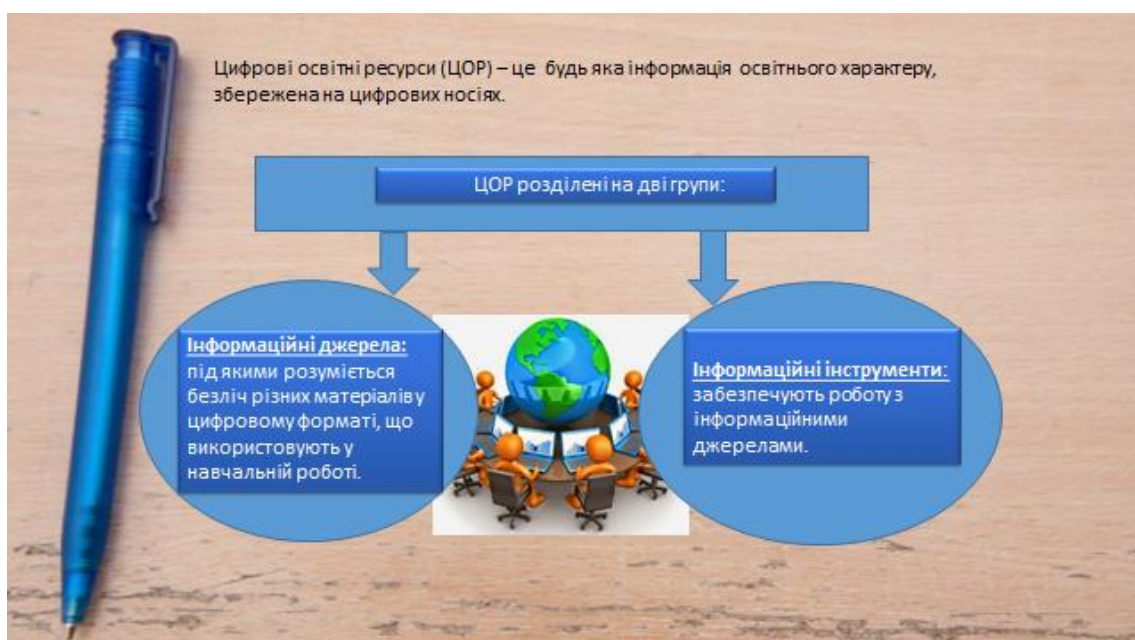 Цифрові освітні ресурси (ЦОР) – це будь яка інформація освітнього характеру,
збережена на цифрових носіях.
ЦОР розділені на дві групи:
Інформаційні джерела:
під якими розуміється
безліч різних матеріалів у
цифровому форматі, що
використовують у
навчальній роботі.
Інформаційні інструменти:
забезпечують роботу з
інформаційними
джерелами.